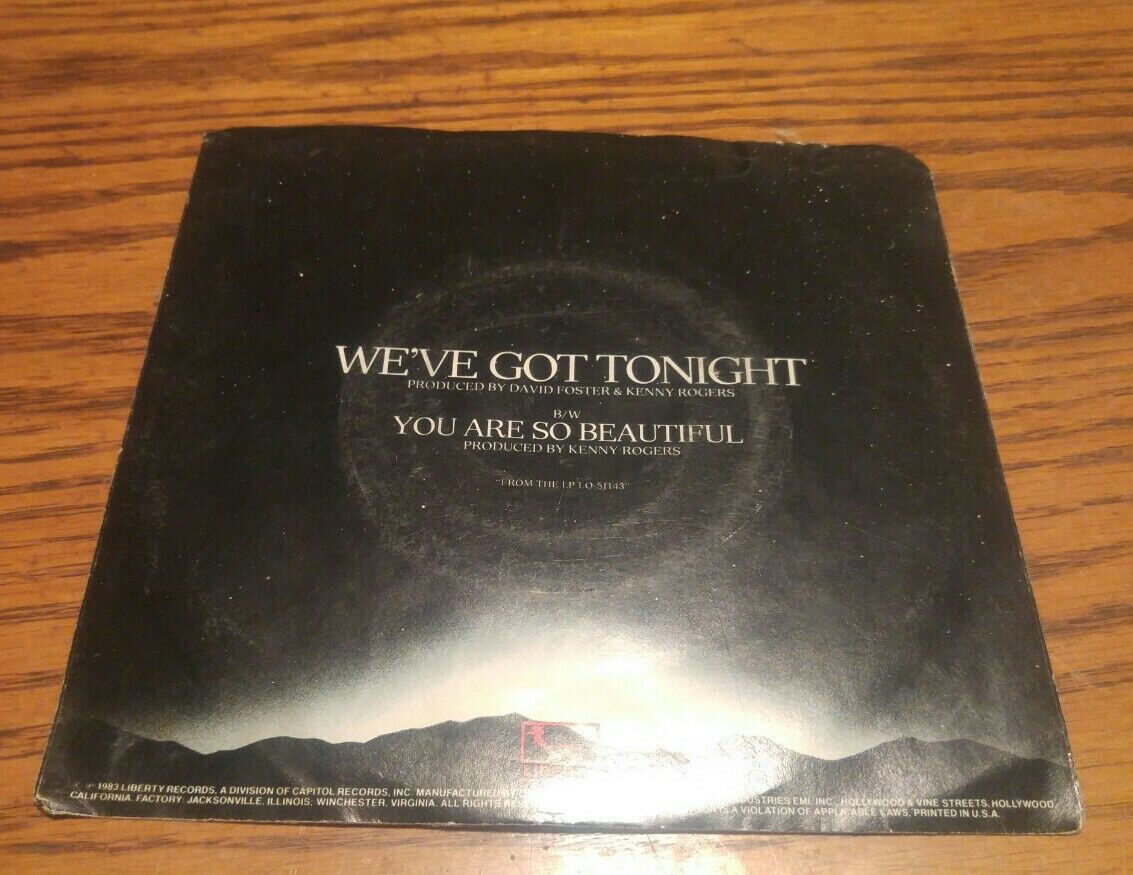 WE'VE GOT TONIGHT
PRODUCED BY DAVID FOSTER & KENNY ROGERS
B/W
YOU ARE SO BEAUTIFUL
PRODUCED BY KENNY ROGERS
"FROM THE LP LO-51143"
1983 LIBERTY RECORDS. A DIVISION OF CAPITOL RECORDS, INC. MANUFACTURED BY INDUSTRIES EMI, INC., HOLLYWOOD & VINE STREETS, HOLLYWOOD,
CALIFORNIA. FACTORY: JACKSONVILLE, ILLINOIS, WINCHESTER, VIRGINIA. ALL RIGHTS IS A VIOLATION OF APPLICABLE LAWS. PRINTED IN U.S.A.